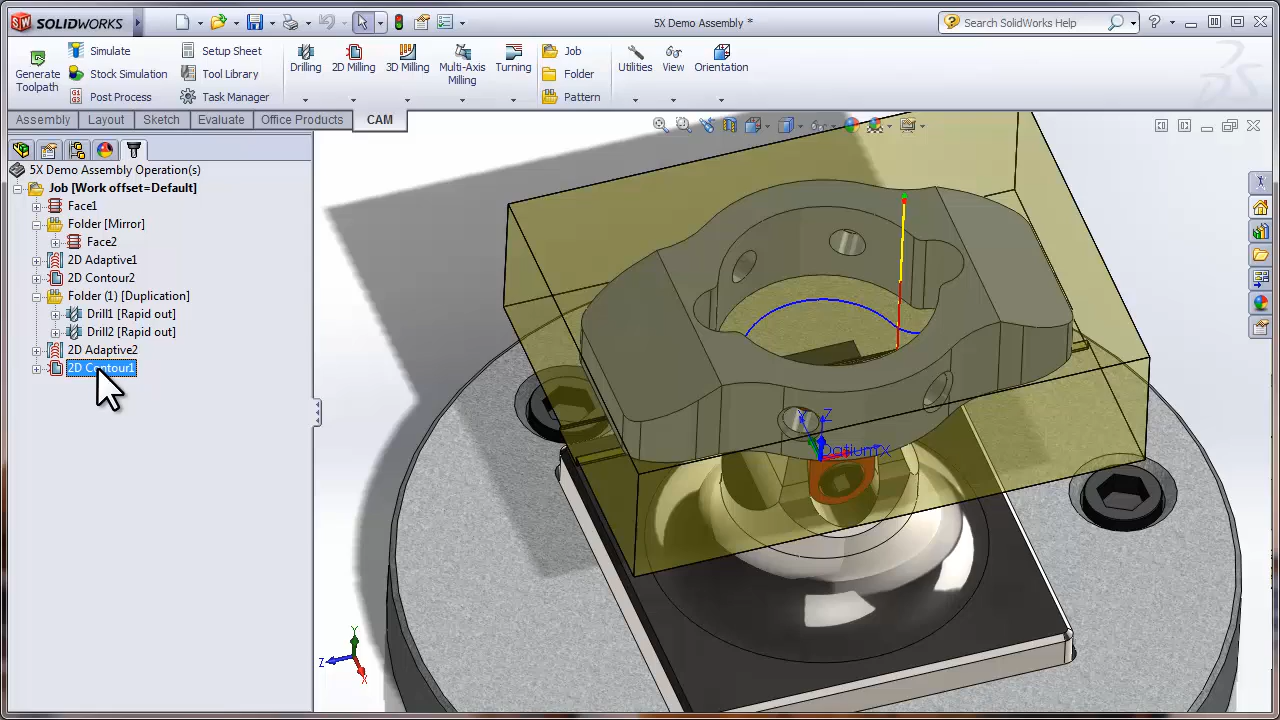 SOLIDWORKS
5X Demo Assembly *
Search SolidWorks Help
Generate Toolpath
Simulate
Stock Simulation
Post Process
Setup Sheet
Tool Library
Task Manager
Drilling
2D Milling
3D Milling
Multi-Axis Milling
Turning
Job
Folder
Pattern
Utilities
View
Orientation
Assembly
Layout
Sketch
Evaluate
Office Products
CAM
5X Demo Assembly Operation(s)
Job [Work offset=Default]
Face1
Folder [Mirror]
Face2
2D Adaptive1
2D Contour2
Folder (1) [Duplication]
Drill1 [Rapid out]
Drill2 [Rapid out]
2D Adaptive2
2D Contour1
Z
Datum
X
Y
Z
X